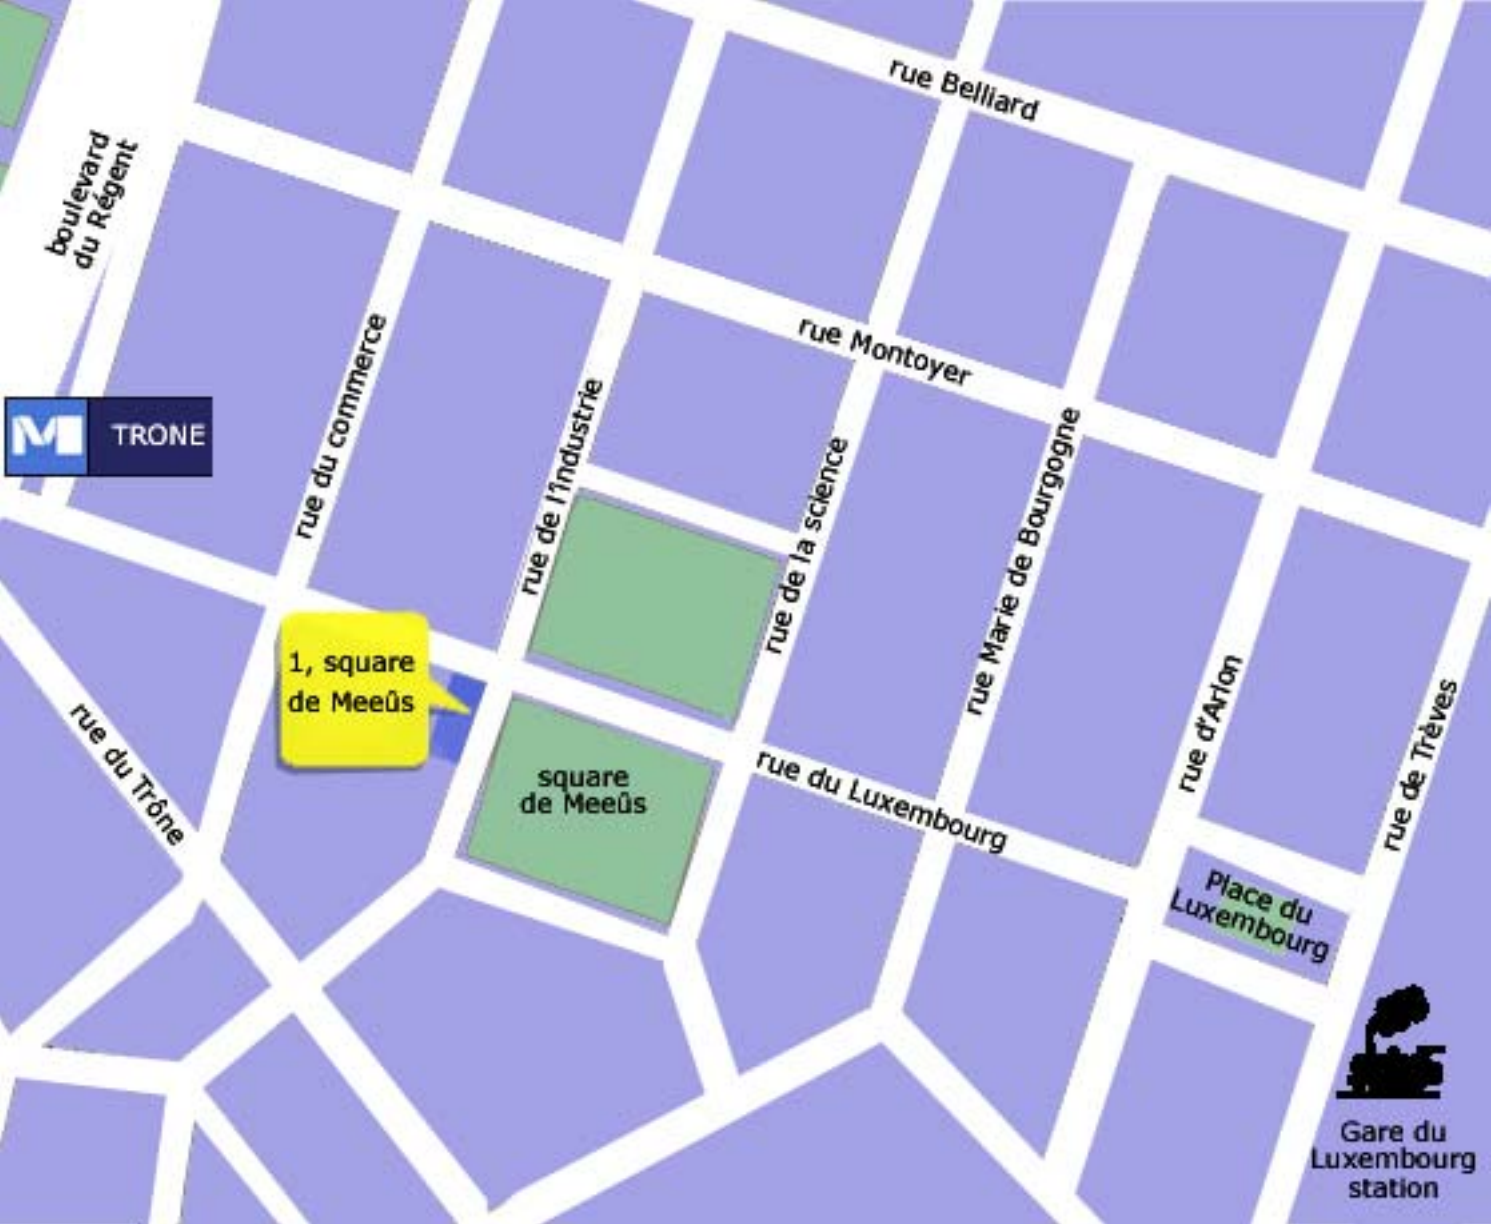 rue Belliard
boulevard
du Régent
rue Montoyer
rue du commerce
rue de l'industrie
M TRONE
rue de la science
rue Marie de Bourgogne
1, square
de Meeûs
rue d'Arlon
rue de Trèves
rue du Trône
square
de Meeûs
rue du Luxembourg
Place du
Luxembourg
Gare du
Luxembourg
station